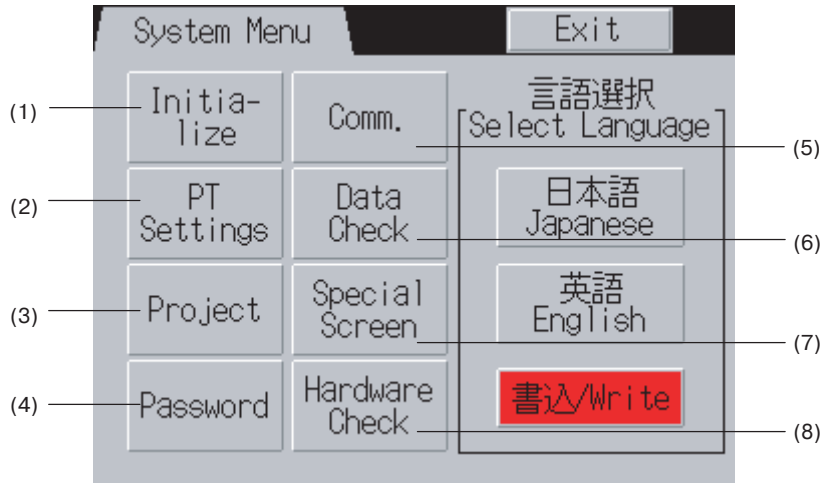 System Menu
Exit
(1)
Initia-
lize
Comm.
言語選択
Select Language
(5)
(2)
PT
Settings
Data
Check
日本語
Japanese
(6)
(3)
Project
Special
Screen
英語
English
(7)
(4)
Password
Hardware
Check
書込/Write
(8)